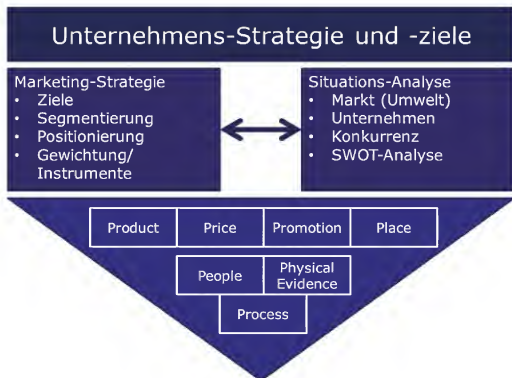 Unternehmens-Strategie und -ziele
Marketing-Strategie
• Ziele
• Segmentierung
• Positionierung
• Gewichtung/
Instrumente
Situations-Analyse
• Markt (Umwelt)
• Unternehmen
• Konkurrenz
• SWOT-Analyse
Product
Price
Promotion
Place
People
Physical
Evidence
Process